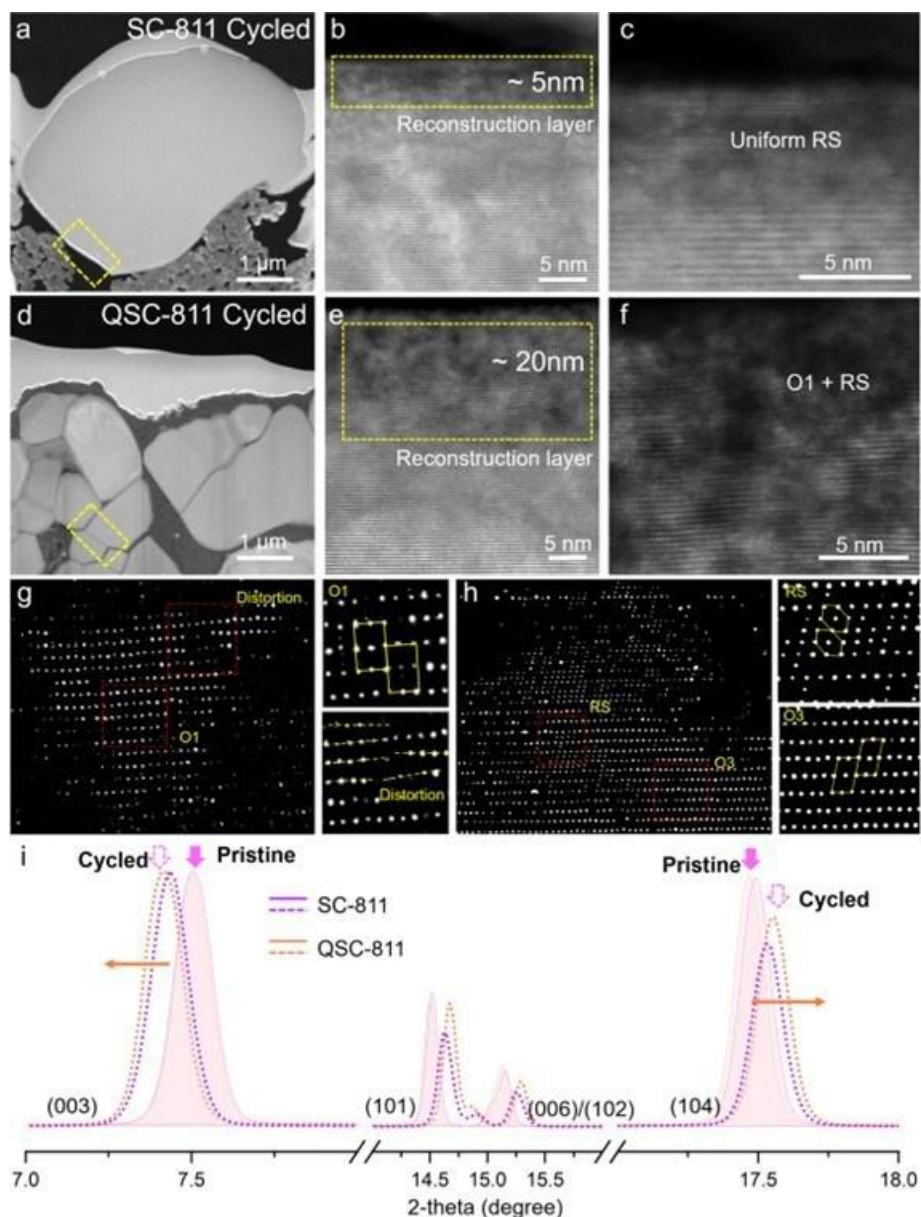 a
SC-811 Cycled
1 μm
b
~ 5nm
Reconstruction layer
5 nm
c
Uniform RS
5 nm
d
QSC-811 Cycled
1 μm
e
~ 20nm
Reconstruction layer
5 nm
f
O1 + RS
5 nm
g
Distortion
O1
O1
Distortion
h
RS
O3
RS
O3
i
Cycled
Pristine
SC-811
QSC-811
Pristine
Cycled
(003)
(101)
(006)/(102)
(104)
7.0 7.5 14.5 15.0 15.5 17.5 18.0
2-theta (degree)